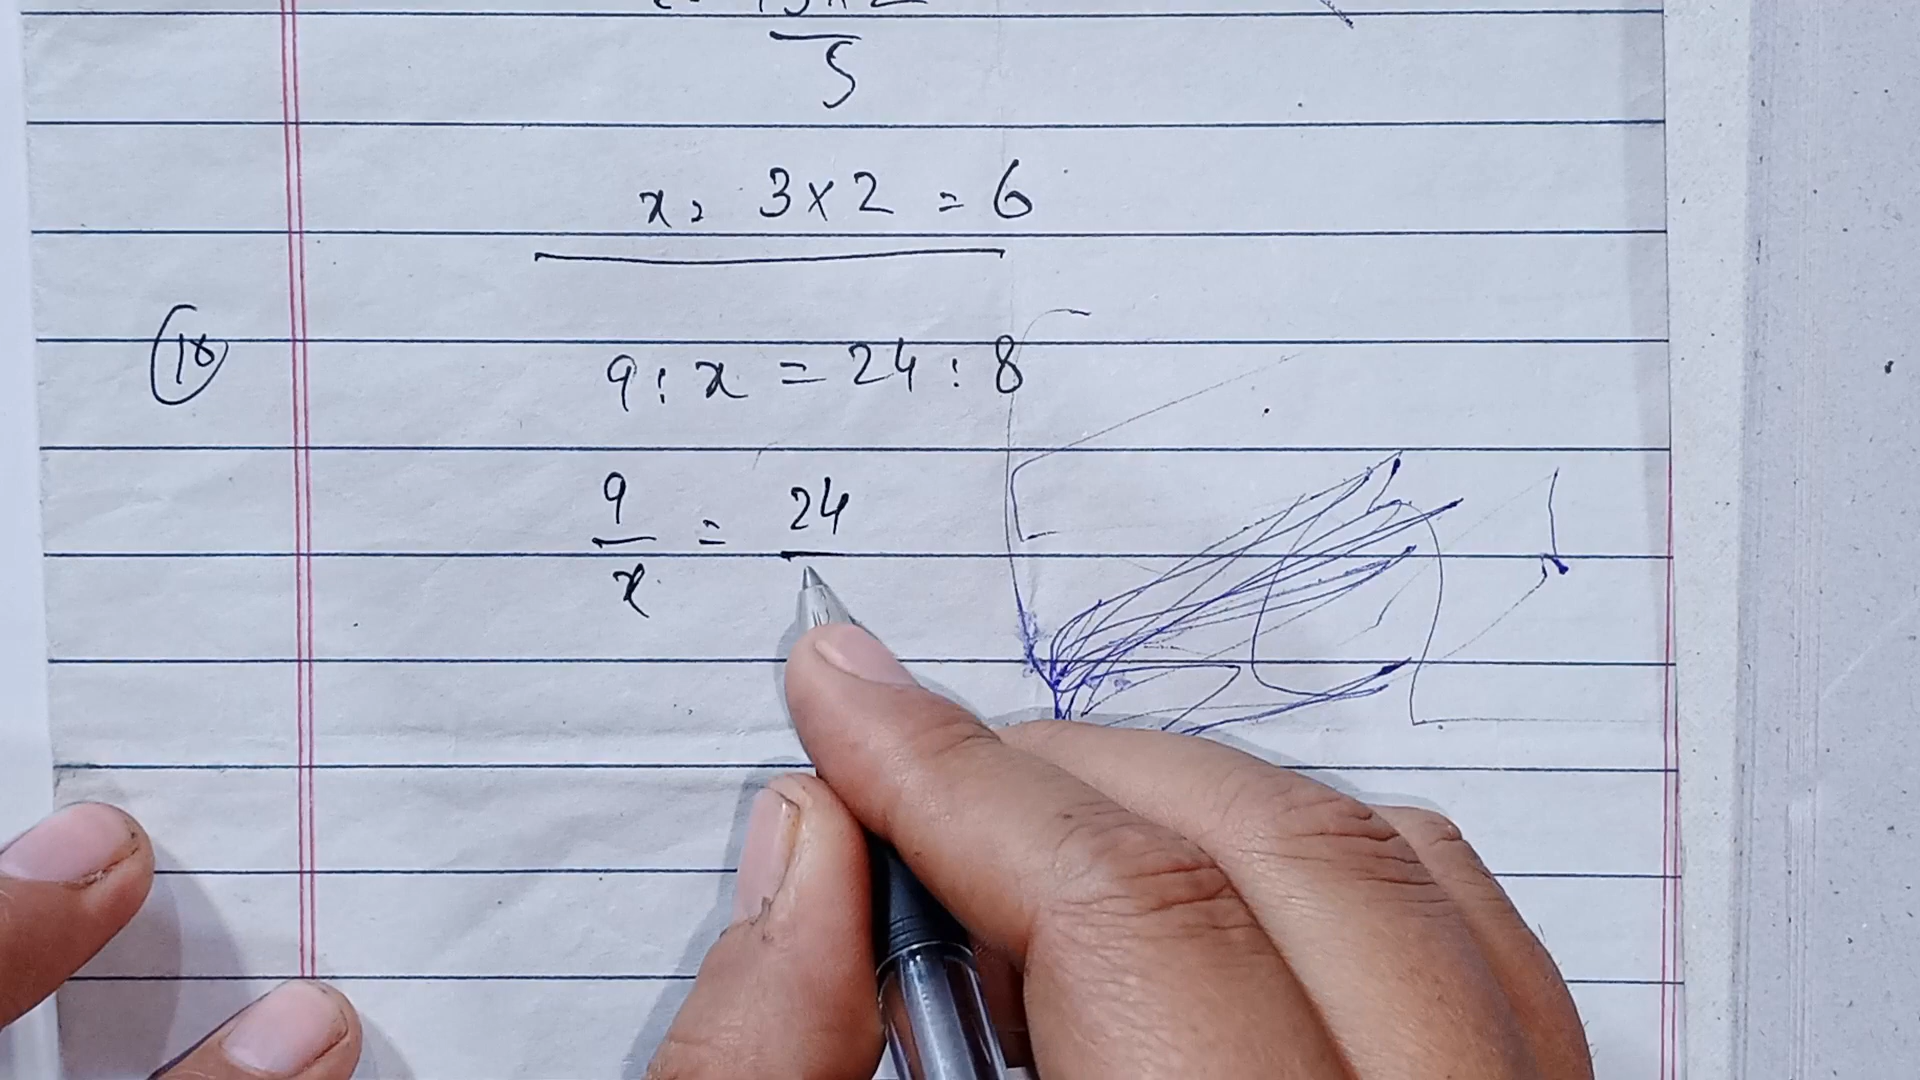 5
x = 3 x 2 = 6
18 9 : x = 24 : 8
9 = 24
x